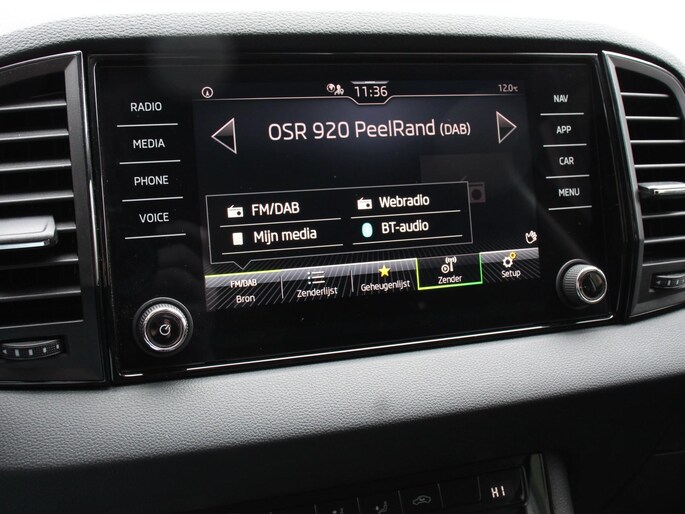 11:36
12.0°C
RADIO
MEDIA
PHONE
VOICE
OSR 920 PeelRand (DAB)
NAV
APP
CAR
MENU
FM/DAB
Webradio
Mijn media
BT-audio
FM/DAB
Bron
Zenderlijst
Geheugenlijst
Zender
Setup
HI